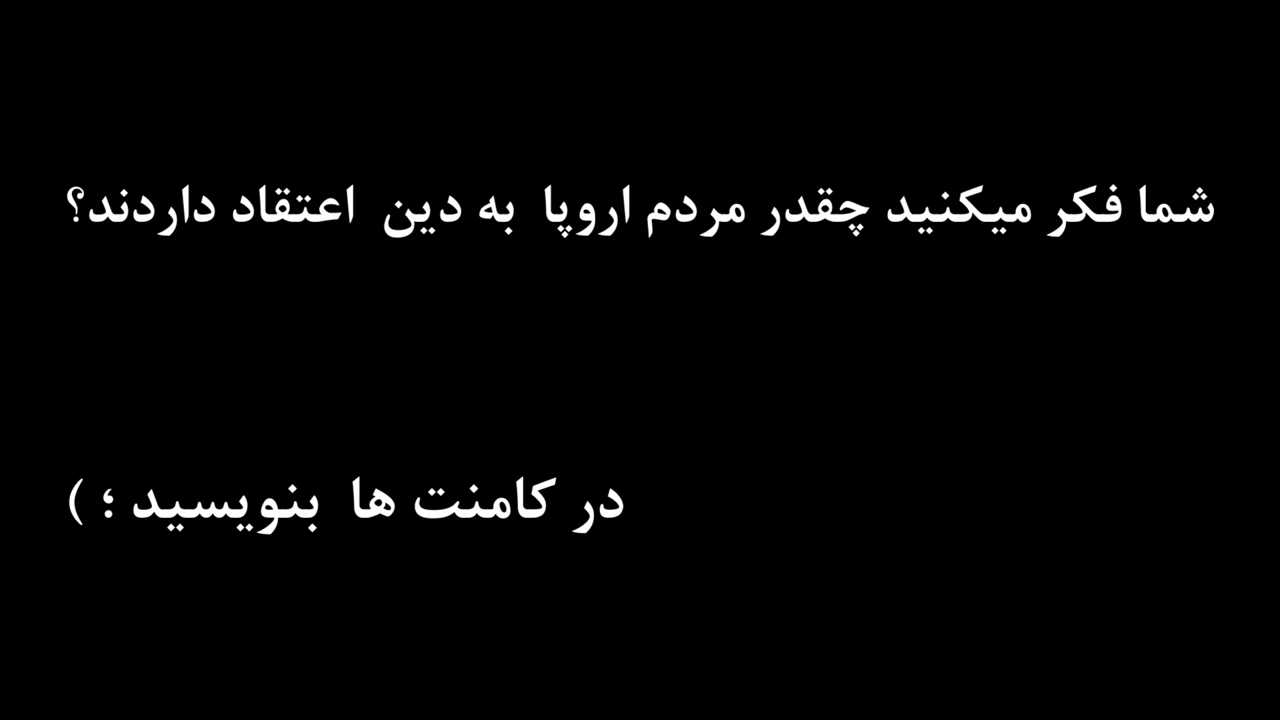 شما فکر میکنید چقدر مردم اروپا به دین اعتقاد داردند؟
در کامنت ها بنویسید ؛ )